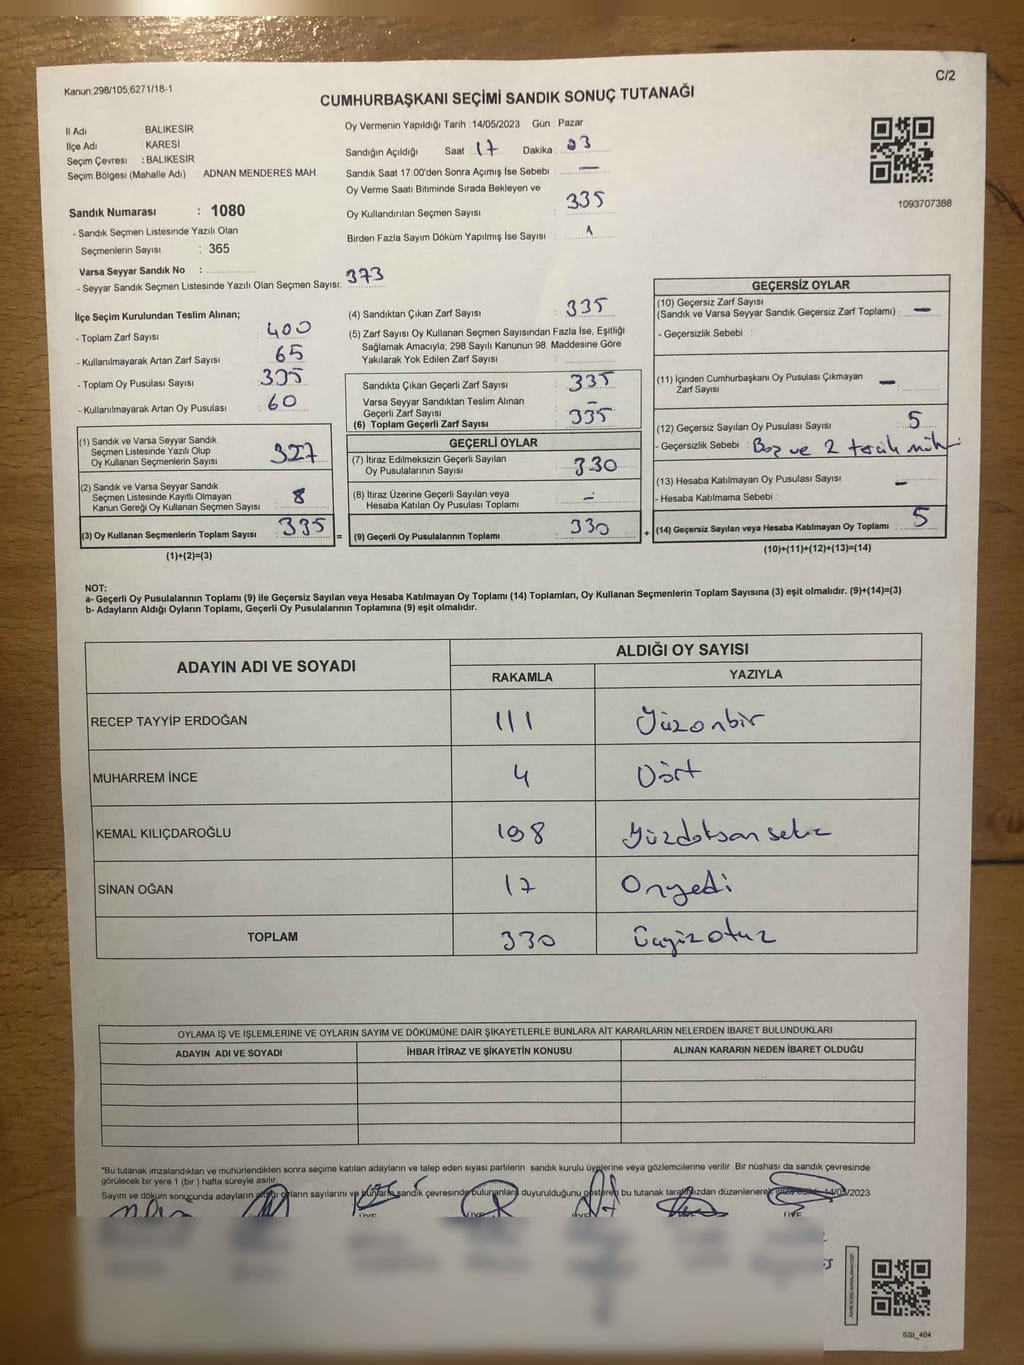 Kanun:298/105,6271/18-1
C/2
CUMHURBAŞKANI SEÇİMİ SANDIK SONUÇ TUTANAĞI
İl Adı BALIKESİR
İlçe Adı KARESİ
Seçim Çevresi : BALIKESİR
Seçim Bölgesi (Mahalle Adı) : ADNAN MENDERES MAH.
Oy Vermenin Yapıldığı Tarih :14/05/2023 Gün : Pazar
Sandığın Açıldığı Saat : 17 Dakika : 03
Sandık Saat 17.00'den Sonra Açımış İse Sebebi : —
Oy Verme Saati Bitiminde Sırada Bekleyen ve
Oy Kullandırılan Seçmen Sayısı : 335
Birden Fazla Sayım Döküm Yapılmış İse Sayısı : 1
1093707388
Sandık Numarası : 1080
- Sandık Seçmen Listesinde Yazılı Olan
Seçmenlerin Sayısı : 365
Varsa Seyyar Sandık No :
- Seyyar Sandık Seçmen Listesinde Yazılı Olan Seçmen Sayısı: 373
İlçe Seçim Kurulundan Teslim Alınan;
- Toplam Zarf Sayısı : 400
- Kullanılmayarak Artan Zarf Sayısı : 65
- Toplam Oy Pusulası Sayısı : 395
- Kullanılmayarak Artan Oy Pusulası : 60
(1) Sandık ve Varsa Seyyar Sandık
Seçmen Listesinde Yazılı Olup
Oy Kullanan Seçmenlerin Sayısı : 327
(2) Sandık ve Varsa Seyyar Sandık
Seçmen Listesinde Kayıtlı Olmayan
Kanun Gereği Oy Kullanan Seçmen Sayısı : 8
(3) Oy Kullanan Seçmenlerin Toplam Sayısı : 335 =
(1)+(2)=(3)
(4) Sandıktan Çıkan Zarf Sayısı : 335
(5) Zarf Sayısı Oy Kullanan Seçmen Sayısından Fazla İse, Eşitliği
Sağlamak Amacıyla; 298 Sayılı Kanunun 98. Maddesine Göre
Yakılarak Yok Edilen Zarf Sayısı :
Sandıkta Çıkan Geçerli Zarf Sayısı : 335
Varsa Seyyar Sandıktan Teslim Alınan
Geçerli Zarf Sayısı : –
(6) Toplam Geçerli Zarf Sayısı : 335
GEÇERLİ OYLAR
(7) İtiraz Edilmeksizin Geçerli Sayılan
Oy Pusulalarının Sayısı : 330
(8) İtiraz Üzerine Geçerli Sayılan veya
Hesaba Katılan Oy Pusulası Toplamı : –
(9) Geçerli Oy Pusulalarının Toplamı : 330 +
GEÇERSİZ OYLAR
(10) Geçersiz Zarf Sayısı
(Sandık ve Varsa Seyyar Sandık Geçersiz Zarf Toplamı) : —
- Geçersizlik Sebebi :
(11) İçinden Cumhurbaşkanı Oy Pusulası Çıkmayan
Zarf Sayısı : —
(12) Geçersiz Sayılan Oy Pusulası Sayısı : 5
- Geçersizlik Sebebi : Boş ve 2 tercih müh.
(13) Hesaba Katılmayan Oy Pusulası Sayısı : —
- Hesaba Katılmama Sebebi :
(14) Geçersiz Sayılan veya Hesaba Katılmayan Oy Toplamı : 5
(10)+(11)+(12)+(13)=(14)
NOT:
a- Geçerli Oy Pusulalarının Toplamı (9) ile Geçersiz Sayılan veya Hesaba Katılmayan Oy Toplamı (14) Toplamları, Oy Kullanan Seçmenlerin Toplam Sayısına (3) eşit olmalıdır. (9)+(14)=(3)
b- Adayların Aldığı Oyların Toplamı, Geçerli Oy Pusulalarının Toplamına (9) eşit olmalıdır.
ADAYIN ADI VE SOYADI
ALDIĞI OY SAYISI
RAKAMLA YAZIYLA
RECEP TAYYİP ERDOĞAN 111 Yüzonbir
MUHARREM İNCE 4 Dört
KEMAL KILIÇDAROĞLU 198 Yüzdoksansekiz
SİNAN OĞAN 17 Onyedi
TOPLAM 330 Üçyüzotuz
OYLAMA İŞ VE İŞLEMLERİNE VE OYLARIN SAYIM VE DÖKÜMÜNE DAİR ŞİKAYETLERLE BUNLARA AİT KARARLARIN NELERDEN İBARET BULUNDUKLARI
ADAYIN ADI VE SOYADI İHBAR İTİRAZ VE ŞİKAYETİN KONUSU ALINAN KARARIN NEDEN İBARET OLDUĞU
*Bu tutanak imzalandıktan ve mühürlendikten sonra seçime katılan adayların ve talep eden siyasi partilerin sandık kurulu üyelerine veya gözlemcilerine verilir. Bir nüshası da sandık çevresinde
görülecek bir yere 1 (bir ) hafta süreyle asılır.
Sayım ve döküm sonucunda adayların aldığı oyların sayılarını ve bunların sandık çevresinde bulunanlara duyurulduğunu gösteren bu tutanak tarafımızdan düzenlenerek imza edildi. 14/05/2023
SSI_404